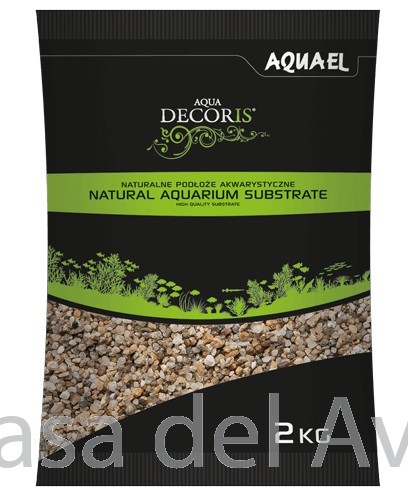 AQUAEL
AQUA
DECORIS®
NATURALNE PODŁOŻE AKWARYSTYCZNE
NATURAL AQUARIUM SUBSTRATE
HIGH QUALITY SUBSTRATE
asa del Av
2 KG